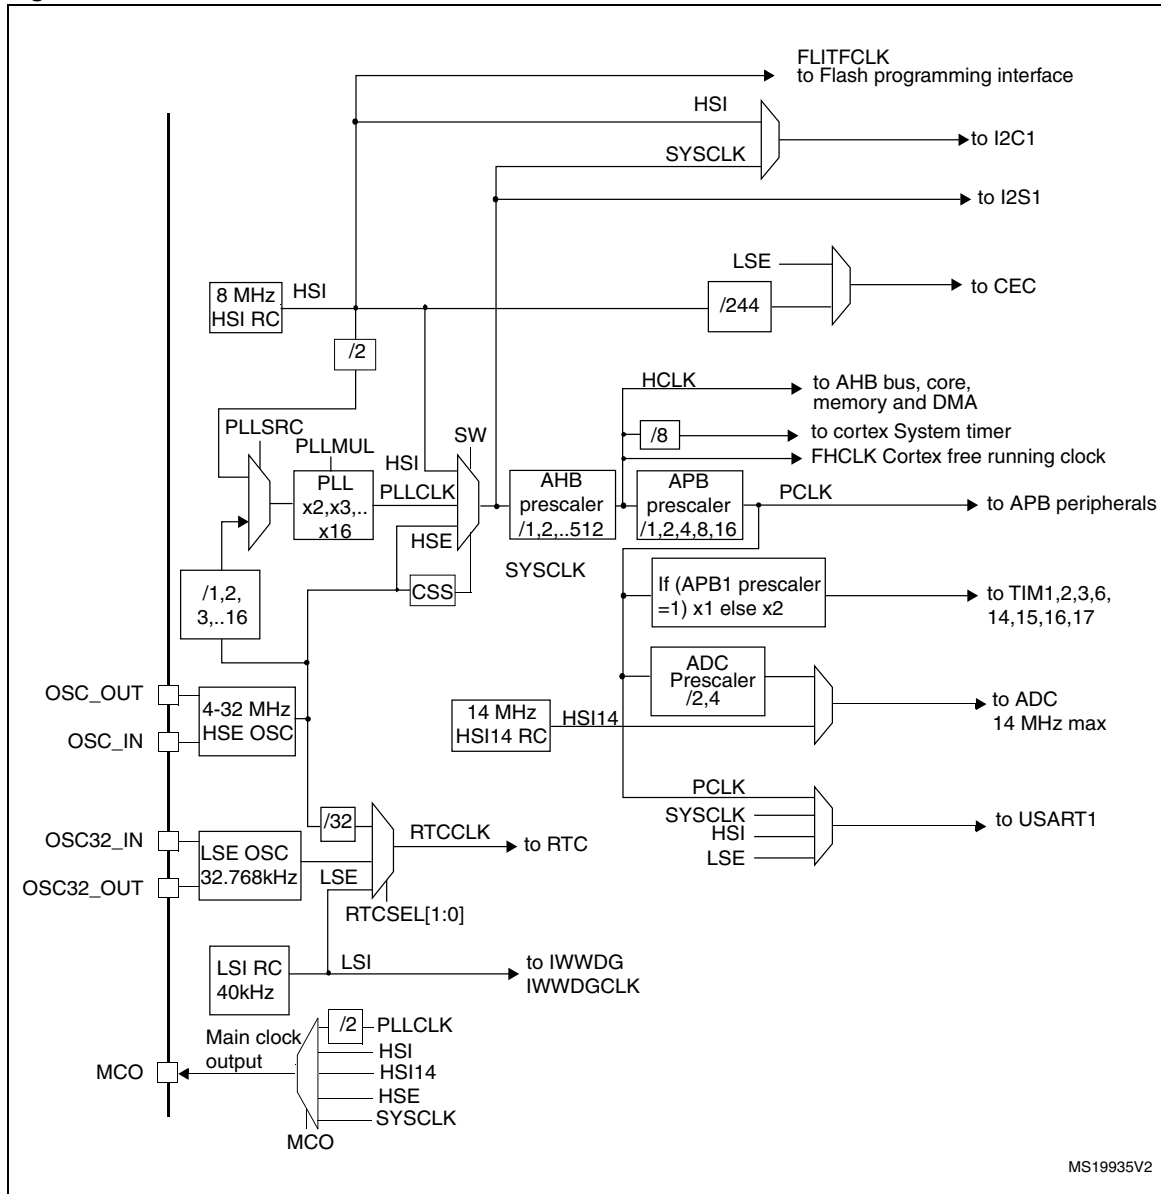 FLITFCLK
to Flash programming interface
HSI
to I2C1
SYSCLK
to I2S1
LSE
to CEC
8 MHz
HSI RC
HSI
/244
/2
HCLK
to AHB bus, core,
memory and DMA
/8
to cortex System timer
FHCLK Cortex free running clock
PLLSRC
PLLMUL
SW
HSI
PLL
x2,x3,..
x16
PLLCLK
HSE
AHB
prescaler
/1,2,..512
APB
prescaler
/1,2,4,8,16
PCLK
to APB peripherals
SYSCLK
CSS
/1,2,
3,..16
If (APB1 prescaler
=1) x1 else x2
to TIM1,2,3,6,
14,15,16,17
ADC
Prescaler
/2,4
OSC_OUT
OSC_IN
4-32 MHz
HSE OSC
14 MHz
HSI14 RC
HSI14
to ADC
14 MHz max
PCLK
SYSCLK
HSI
LSE
to USART1
/32
OSC32_IN
OSC32_OUT
LSE OSC
32.768kHz
LSE
RTCCLK
to RTC
RTCSEL[1:0]
LSI RC
40kHz
LSI
to IWWDG
IWWDGCLK
/2
PLLCLK
Main clock
output
HSI
HSI14
HSE
SYSCLK
MCO
MCO
MS19935V2